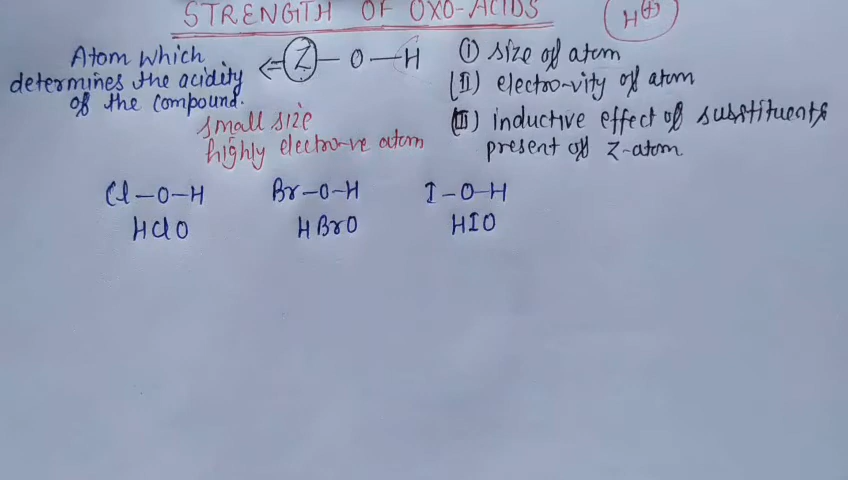 STRENGTH OF OXO-ACIDS
H(+)
Atom which
determines the acidity
of the compound.
⇐ Z — O — H
small size
highly electro-ve atom
(I) size of atom
(II) electro-vity of atom
(III) inductive effect of substituents
present of Z-atom.
Cl-O-H Br-O-H I-O-H
HClO HBrO HIO